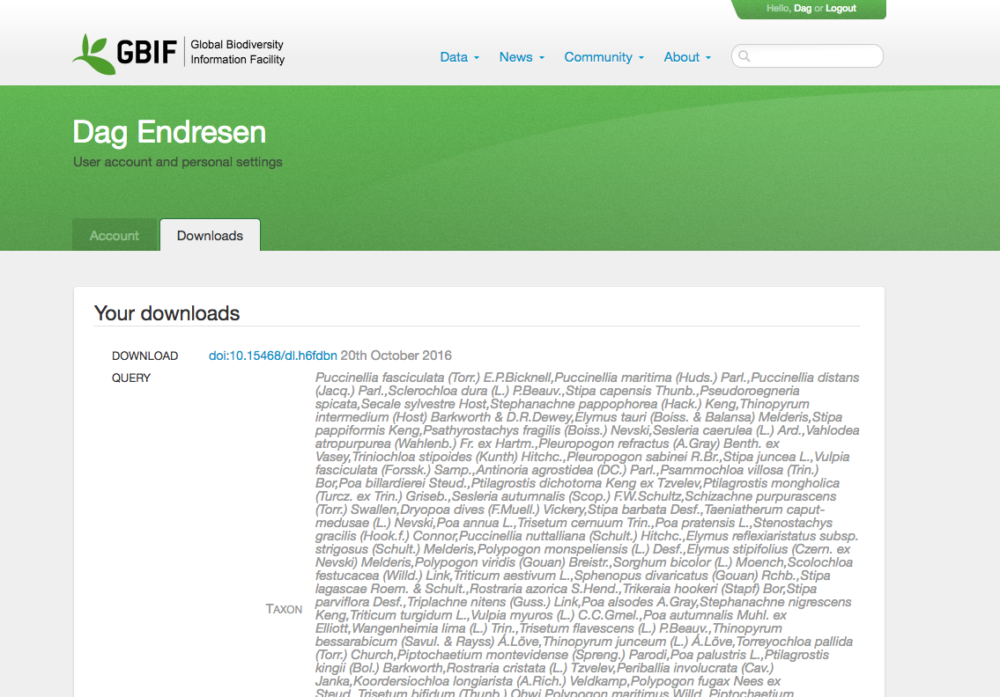 Hello, Dag or Logout
GBIF
Global Biodiversity
Information Facility
Data
News
Community
About
Dag Endresen
User account and personal settings
Account
Downloads
Your downloads
DOWNLOAD
doi:10.15468/dl.h6fdbn 20th October 2016
QUERY
TAXON
Puccinellia fasciculata (Torr.) E.P.Bicknell,Puccinellia maritima (Huds.) Parl.,Puccinellia distans
(Jacq.) Parl.,Sclerochloa dura (L.) P.Beauv.,Stipa capensis Thunb.,Pseudoroegneria
spicata,Secale sylvestre Host,Stephanachne pappophorea (Hack.) Keng,Thinopyrum
intermedium (Host) Barkworth & D.R.Dewey,Elymus tauri (Boiss. & Balansa) Melderis,Stipa
pappiformis Keng,Psathyrostachys fragilis (Boiss.) Nevski,Sesleria caerulea (L.) Ard.,Vahlodea
atropurpurea (Wahlenb.) Fr. ex Hartm.,Pleuropogon refractus (A.Gray) Benth. ex
Vasey,Triniochloa stipoides (Kunth) Hitchc.,Pleuropogon sabinei R.Br.,Stipa juncea L.,Vulpia
fasciculata (Forssk.) Samp.,Antinoria agrostidea (DC.) Parl.,Psammochloa villosa (Trin.)
Bor,Poa billardierei Steud.,Ptilagrostis dichotoma Keng ex Tzvelev,Ptilagrostis mongholica
(Turcz. ex Trin.) Griseb.,Sesleria autumnalis (Scop.) F.W.Schultz,Schizachne purpurascens
(Torr.) Swallen,Dryopoa dives (F.Muell.) Vickery,Stipa barbata Desf.,Taeniatherum caput-
medusae (L.) Nevski,Poa annua L.,Trisetum cernuum Trin.,Poa pratensis L.,Stenostachys
gracilis (Hook.f.) Connor,Puccinellia nuttalliana (Schult.) Hitchc.,Elymus reflexiaristatus subsp.
strigosus (Schult.) Melderis,Polypogon monspeliensis (L.) Desf.,Elymus stipifolius (Czern. ex
Nevski) Melderis,Polypogon viridis (Gouan) Breistr.,Sorghum bicolor (L.) Moench,Scolochloa
festucacea (Willd.) Link,Triticum aestivum L.,Sphenopus divaricatus (Gouan) Rchb.,Stipa
lagascae Roem. & Schult.,Rostraria azorica S.Hend.,Trikeraia hookeri (Stapf) Bor,Stipa
parviflora Desf.,Triplachne nitens (Guss.) Link,Poa alsodes A.Gray,Stephanachne nigrescens
Keng,Triticum turgidum L.,Vulpia myuros (L.) C.C.Gmel.,Poa autumnalis Muhl. ex
Elliott,Wangenheimia lima (L.) Trin.,Trisetum flavescens (L.) P.Beauv.,Thinopyrum
bessarabicum (Savul. & Rayss) Á.Löve,Thinopyrum junceum (L.) Á.Löve,Torreyochloa pallida
(Torr.) Church,Piptochaetium montevidense (Spreng.) Parodi,Poa palustris L.,Ptilagrostis
kingii (Bol.) Barkworth,Rostraria cristata (L.) Tzvelev,Periballia involucrata (Cav.)
Janka,Koordersiochloa longiarista (A.Rich.) Veldkamp,Polypogon fugax Nees ex
Steud.,Trisetum bifidum (Thunb.) Ohwi,Polypogon maritimus Willd.,Piptochaetium